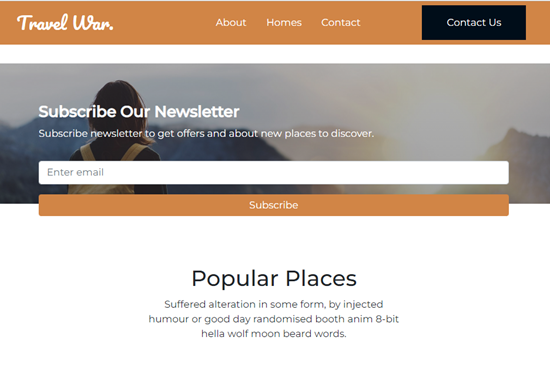 Travel War.
About Homes Contact Contact Us
Subscribe Our Newsletter
Subscribe newsletter to get offers and about new places to discover.
Enter email
Subscribe
Popular Places
Suffered alteration in some form, by injected
humour or good day randomised booth anim 8-bit
hella wolf moon beard words.